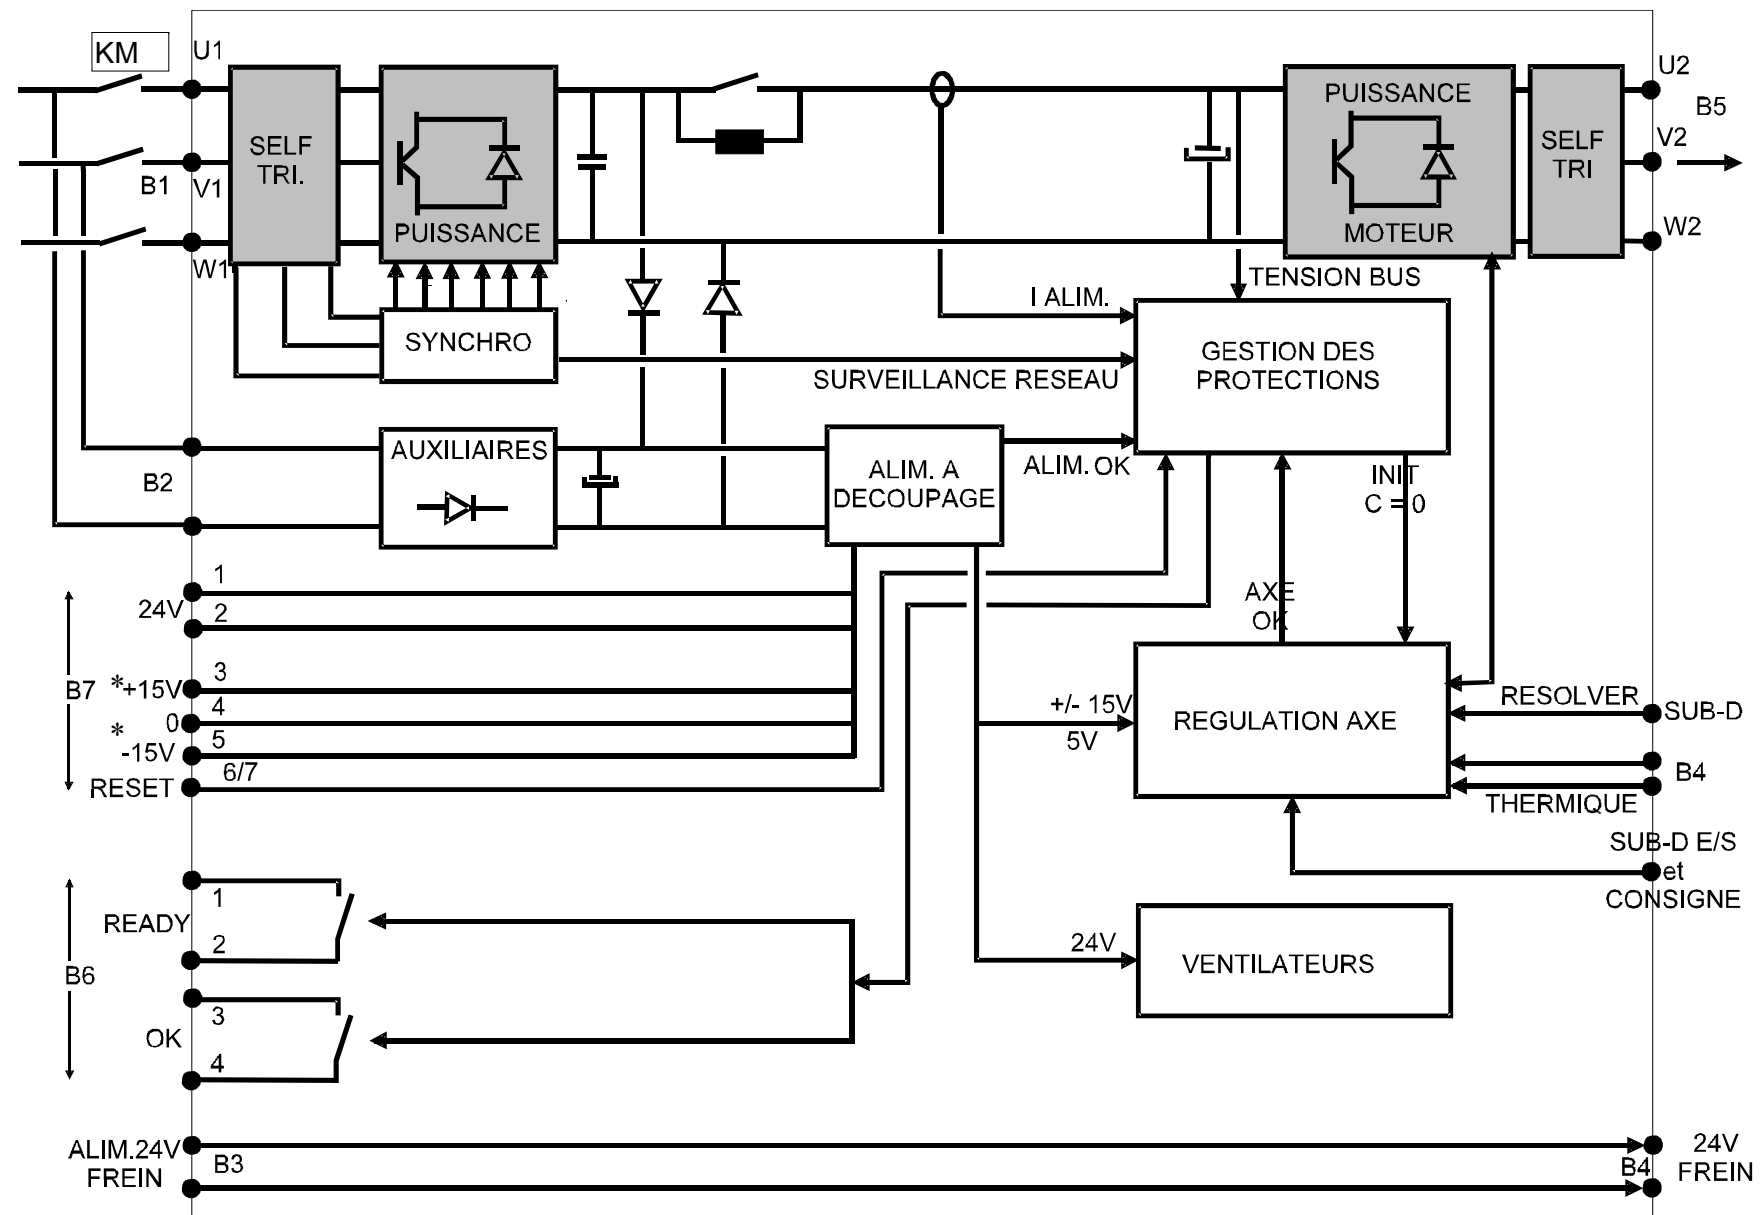 KM
U1
B1
V1
W1
SELF
TRI.
PUISSANCE
SYNCHRO
PUISSANCE
MOTEUR
SELF
TRI
U2
B5
V2
W2
TENSION BUS
I ALIM.
SURVEILLANCE RESEAU
GESTION DES
PROTECTIONS
B2
AUXILIAIRES
ALIM. A
DECOUPAGE
ALIM. OK
INIT
C = 0
1
24V
2
B7
*
+15V
3
0
4
*
-15V
5
RESET
6/7
AXE
OK
+/- 15V
5V
REGULATION AXE
RESOLVER
SUB-D
B4
THERMIQUE
SUB-D E/S
et
CONSIGNE
1
READY
2
B6
3
OK
4
24V
VENTILATEURS
ALIM.24V
FREIN
B3
B4
24V
FREIN